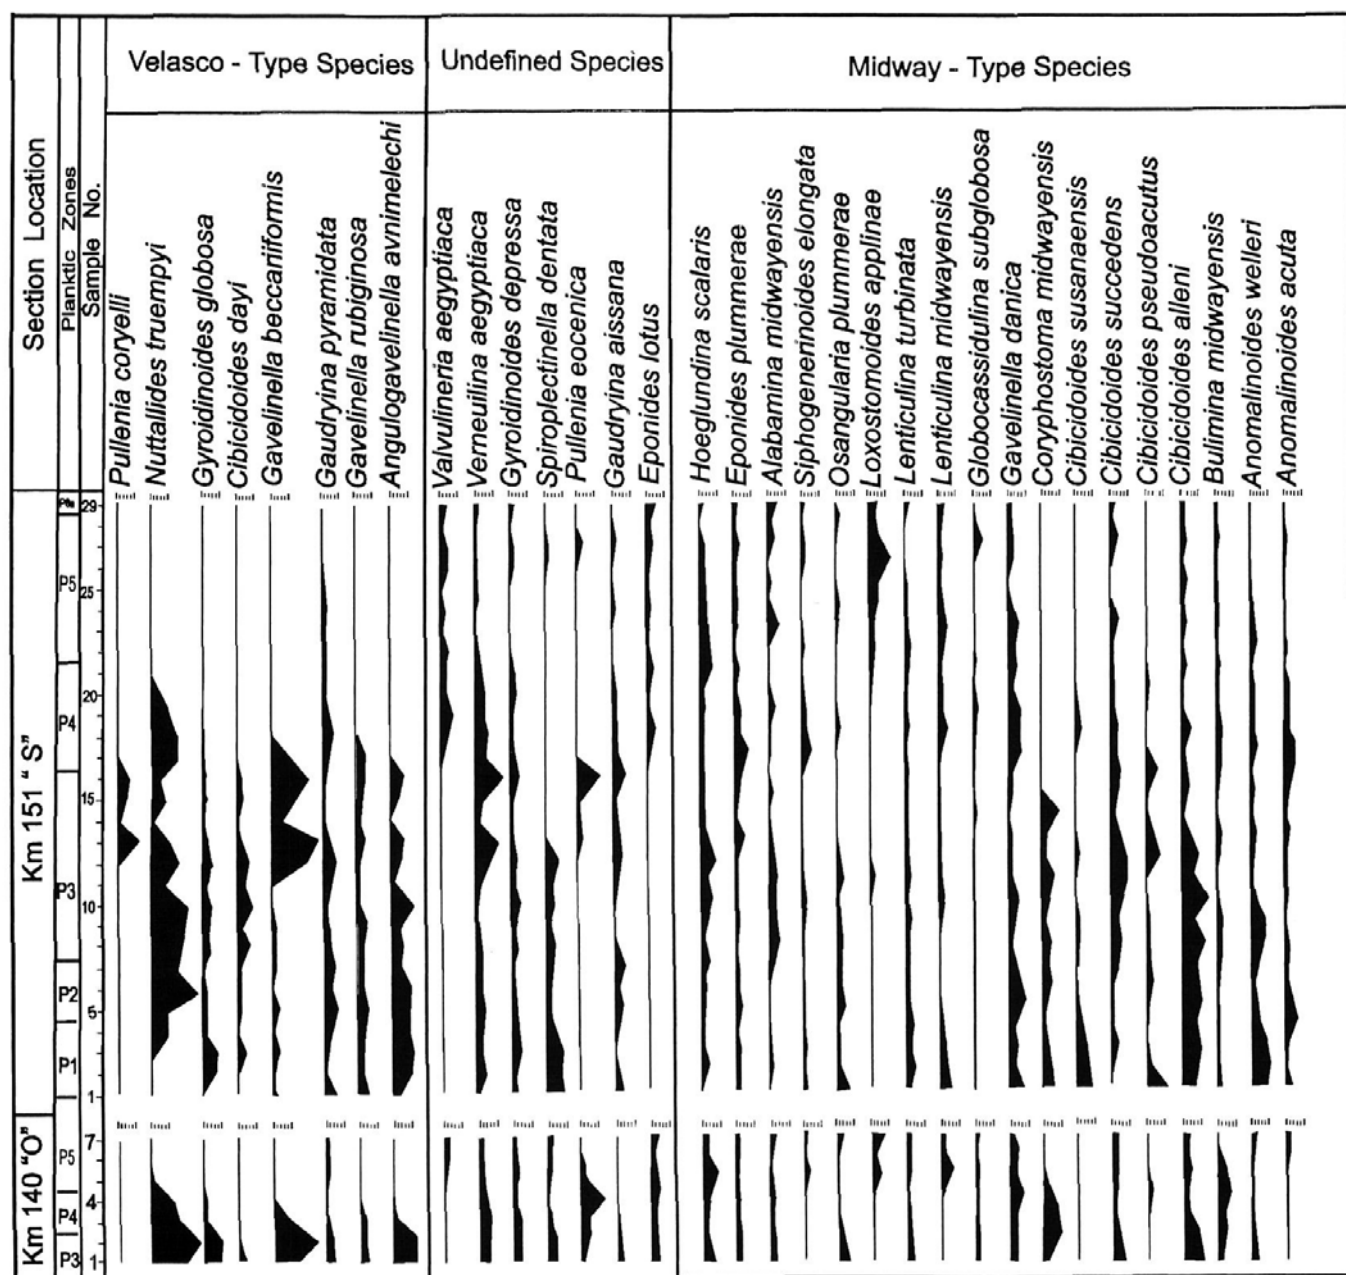 Velasco - Type Species
Undefined Species
Midway - Type Species
Section Location
Planktic Zones
Sample No.
Pullenia coryelli
Nuttallides truempyi
Gyroidinoides globosa
Cibicidoides dayi
Gavelinella beccariiformis
Gaudryina pyramidata
Gavelinella rubiginosa
Angulogavelinella avnimelechi
Valvulineria aegyptiaca
Verneuilina aegyptiaca
Gyroidinoides depressa
Spiroplectinella dentata
Pullenia eocenica
Gaudryina aissana
Eponides lotus
Hoeglundina scalaris
Eponides plummerae
Alabamina midwayensis
Siphogenerinoides elongata
Osangularia plummerae
Loxostomoides applinae
Lenticulina turbinata
Lenticulina midwayensis
Globocassidulina subglobosa
Gavelinella danica
Coryphostoma midwayensis
Cibicidoides susanaensis
Cibicidoides succedens
Cibicidoides pseudoacutus
Cibicidoides alleni
Bulimina midwayensis
Anomalinoides welleri
Anomalinoides acuta
Km 151 "S"
29
P5
25
20
P4
15
P3
10
P2
5
P1
1
Km 140 "O"
7
P5
4
P4
P3
1